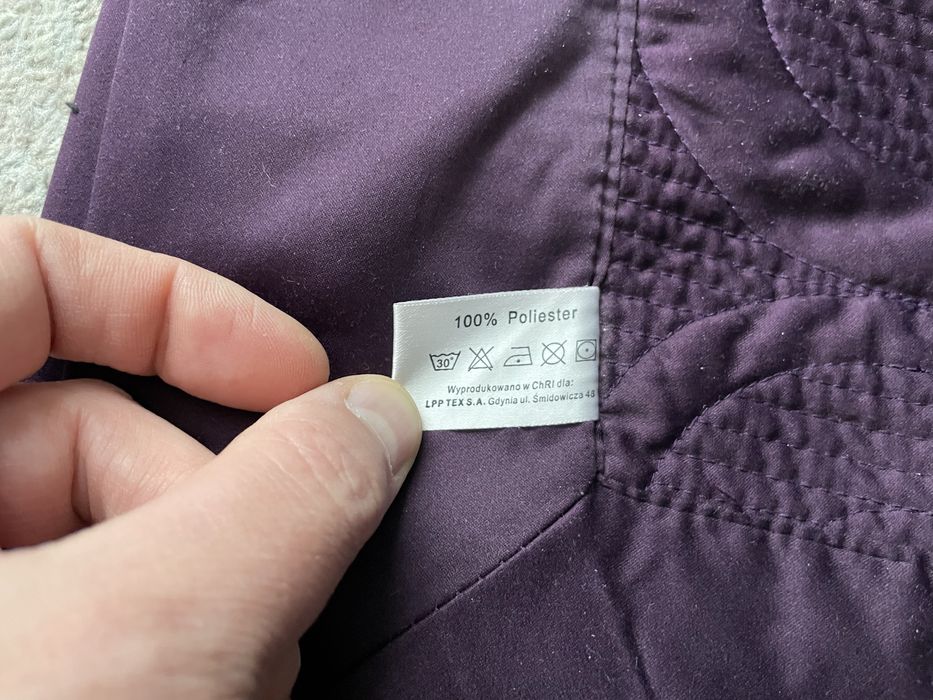 100% Poliester
30°
Wyprodukowano w ChRl dla:
LPP TEX S.A. Gdynia ul. Śmidowicza 48